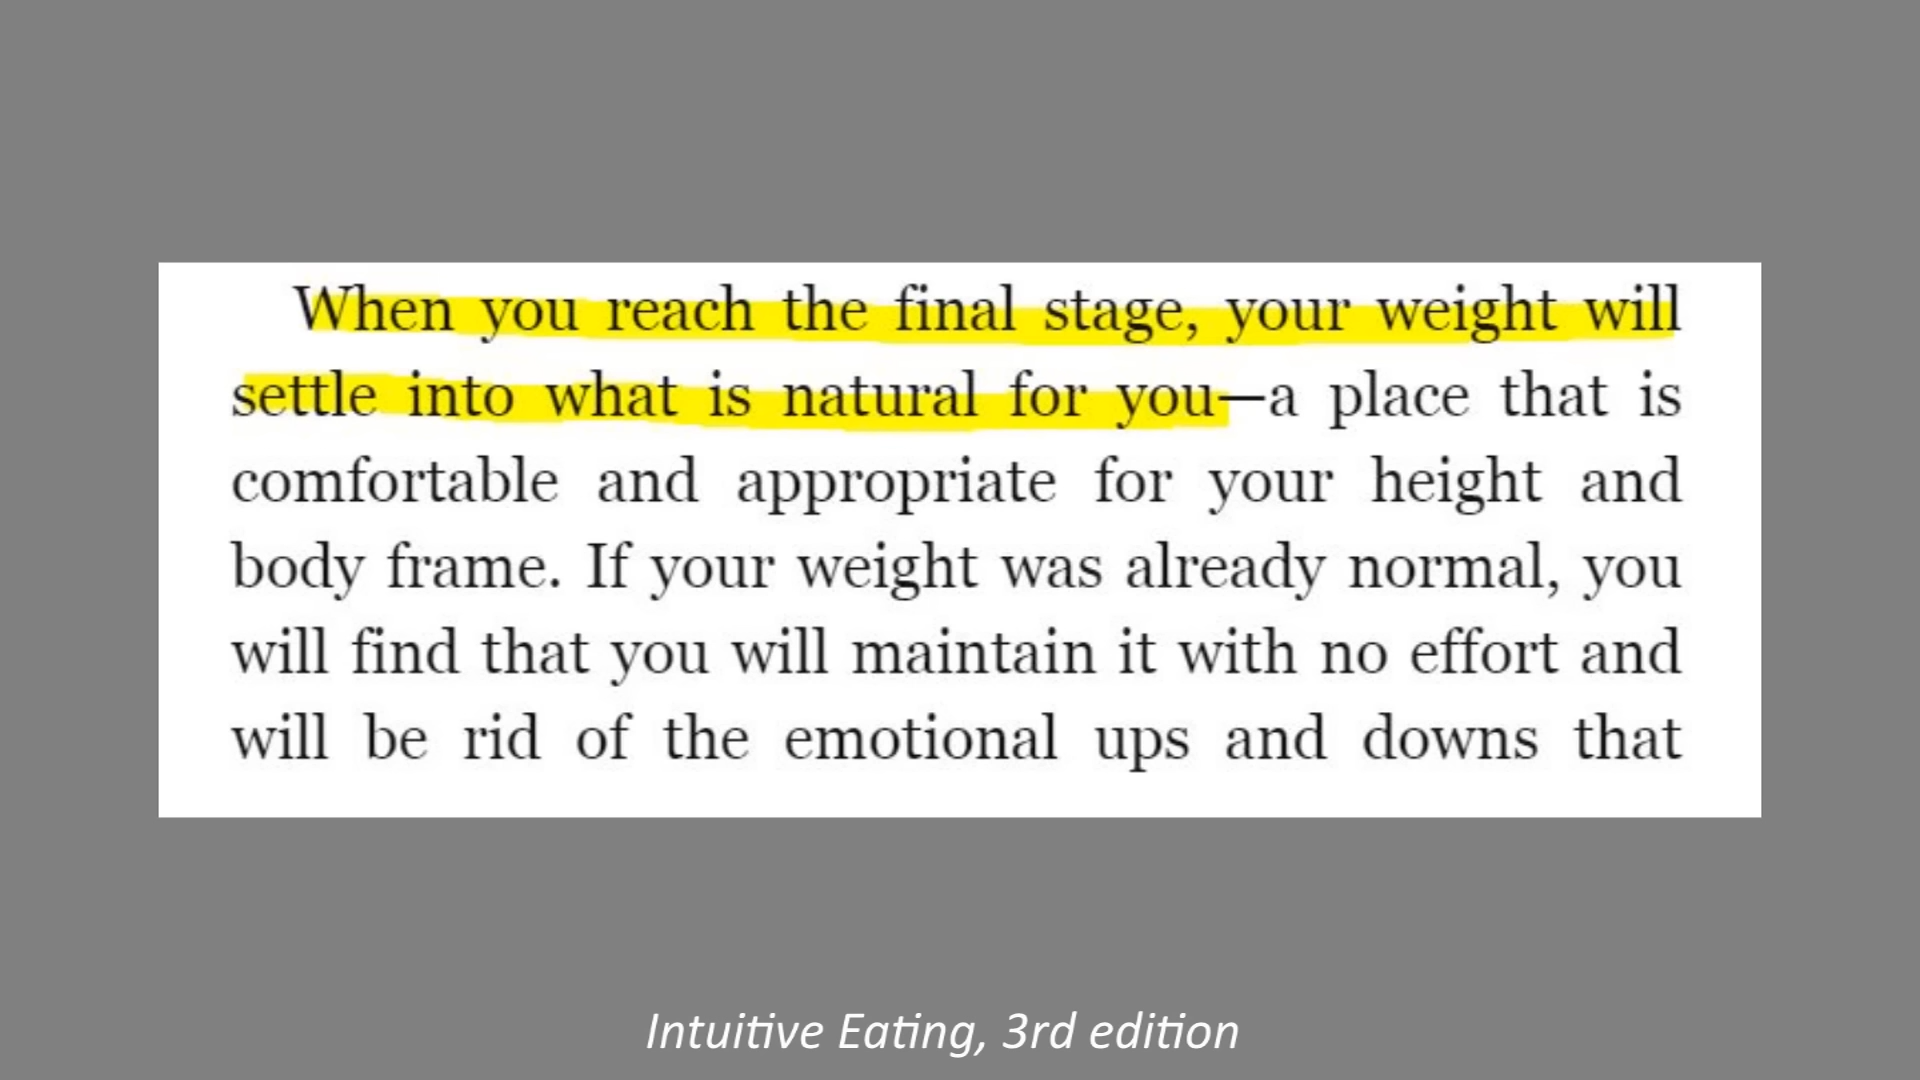 When you reach the final stage, your weight will
settle into what is natural for you—a place that is
comfortable and appropriate for your height and
body frame. If your weight was already normal, you
will find that you will maintain it with no effort and
will be rid of the emotional ups and downs that
Intuitive Eating, 3rd edition